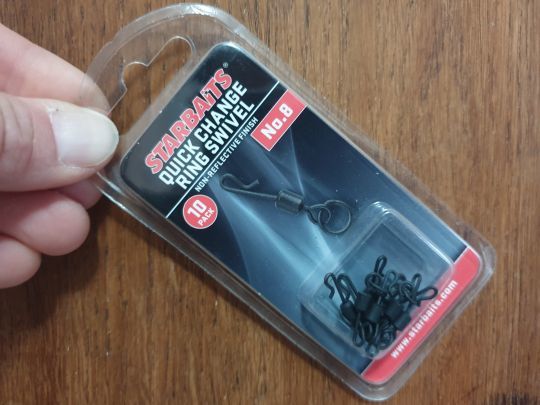 STARBAITS®
QUICK CHANGE
RING SWIVEL
NON-REFLECTIVE FINISH
No.8
10
PACK
www.starbaits.com